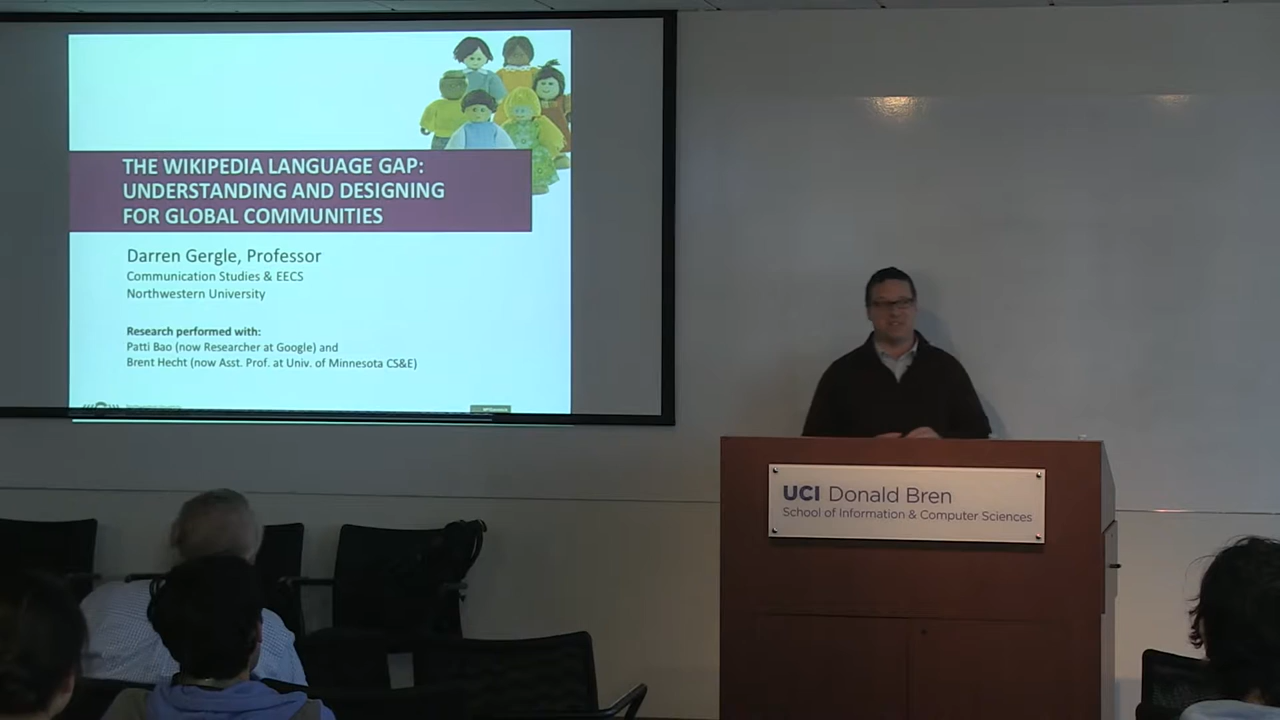 THE WIKIPEDIA LANGUAGE GAP:
UNDERSTANDING AND DESIGNING
FOR GLOBAL COMMUNITIES
Darren Gergle, Professor
Communication Studies & EECS
Northwestern University
Research performed with:
Patti Bao (now Researcher at Google) and
Brent Hecht (now Asst. Prof. at Univ. of Minnesota CS&E)
UCI Donald Bren
School of Information & Computer Sciences